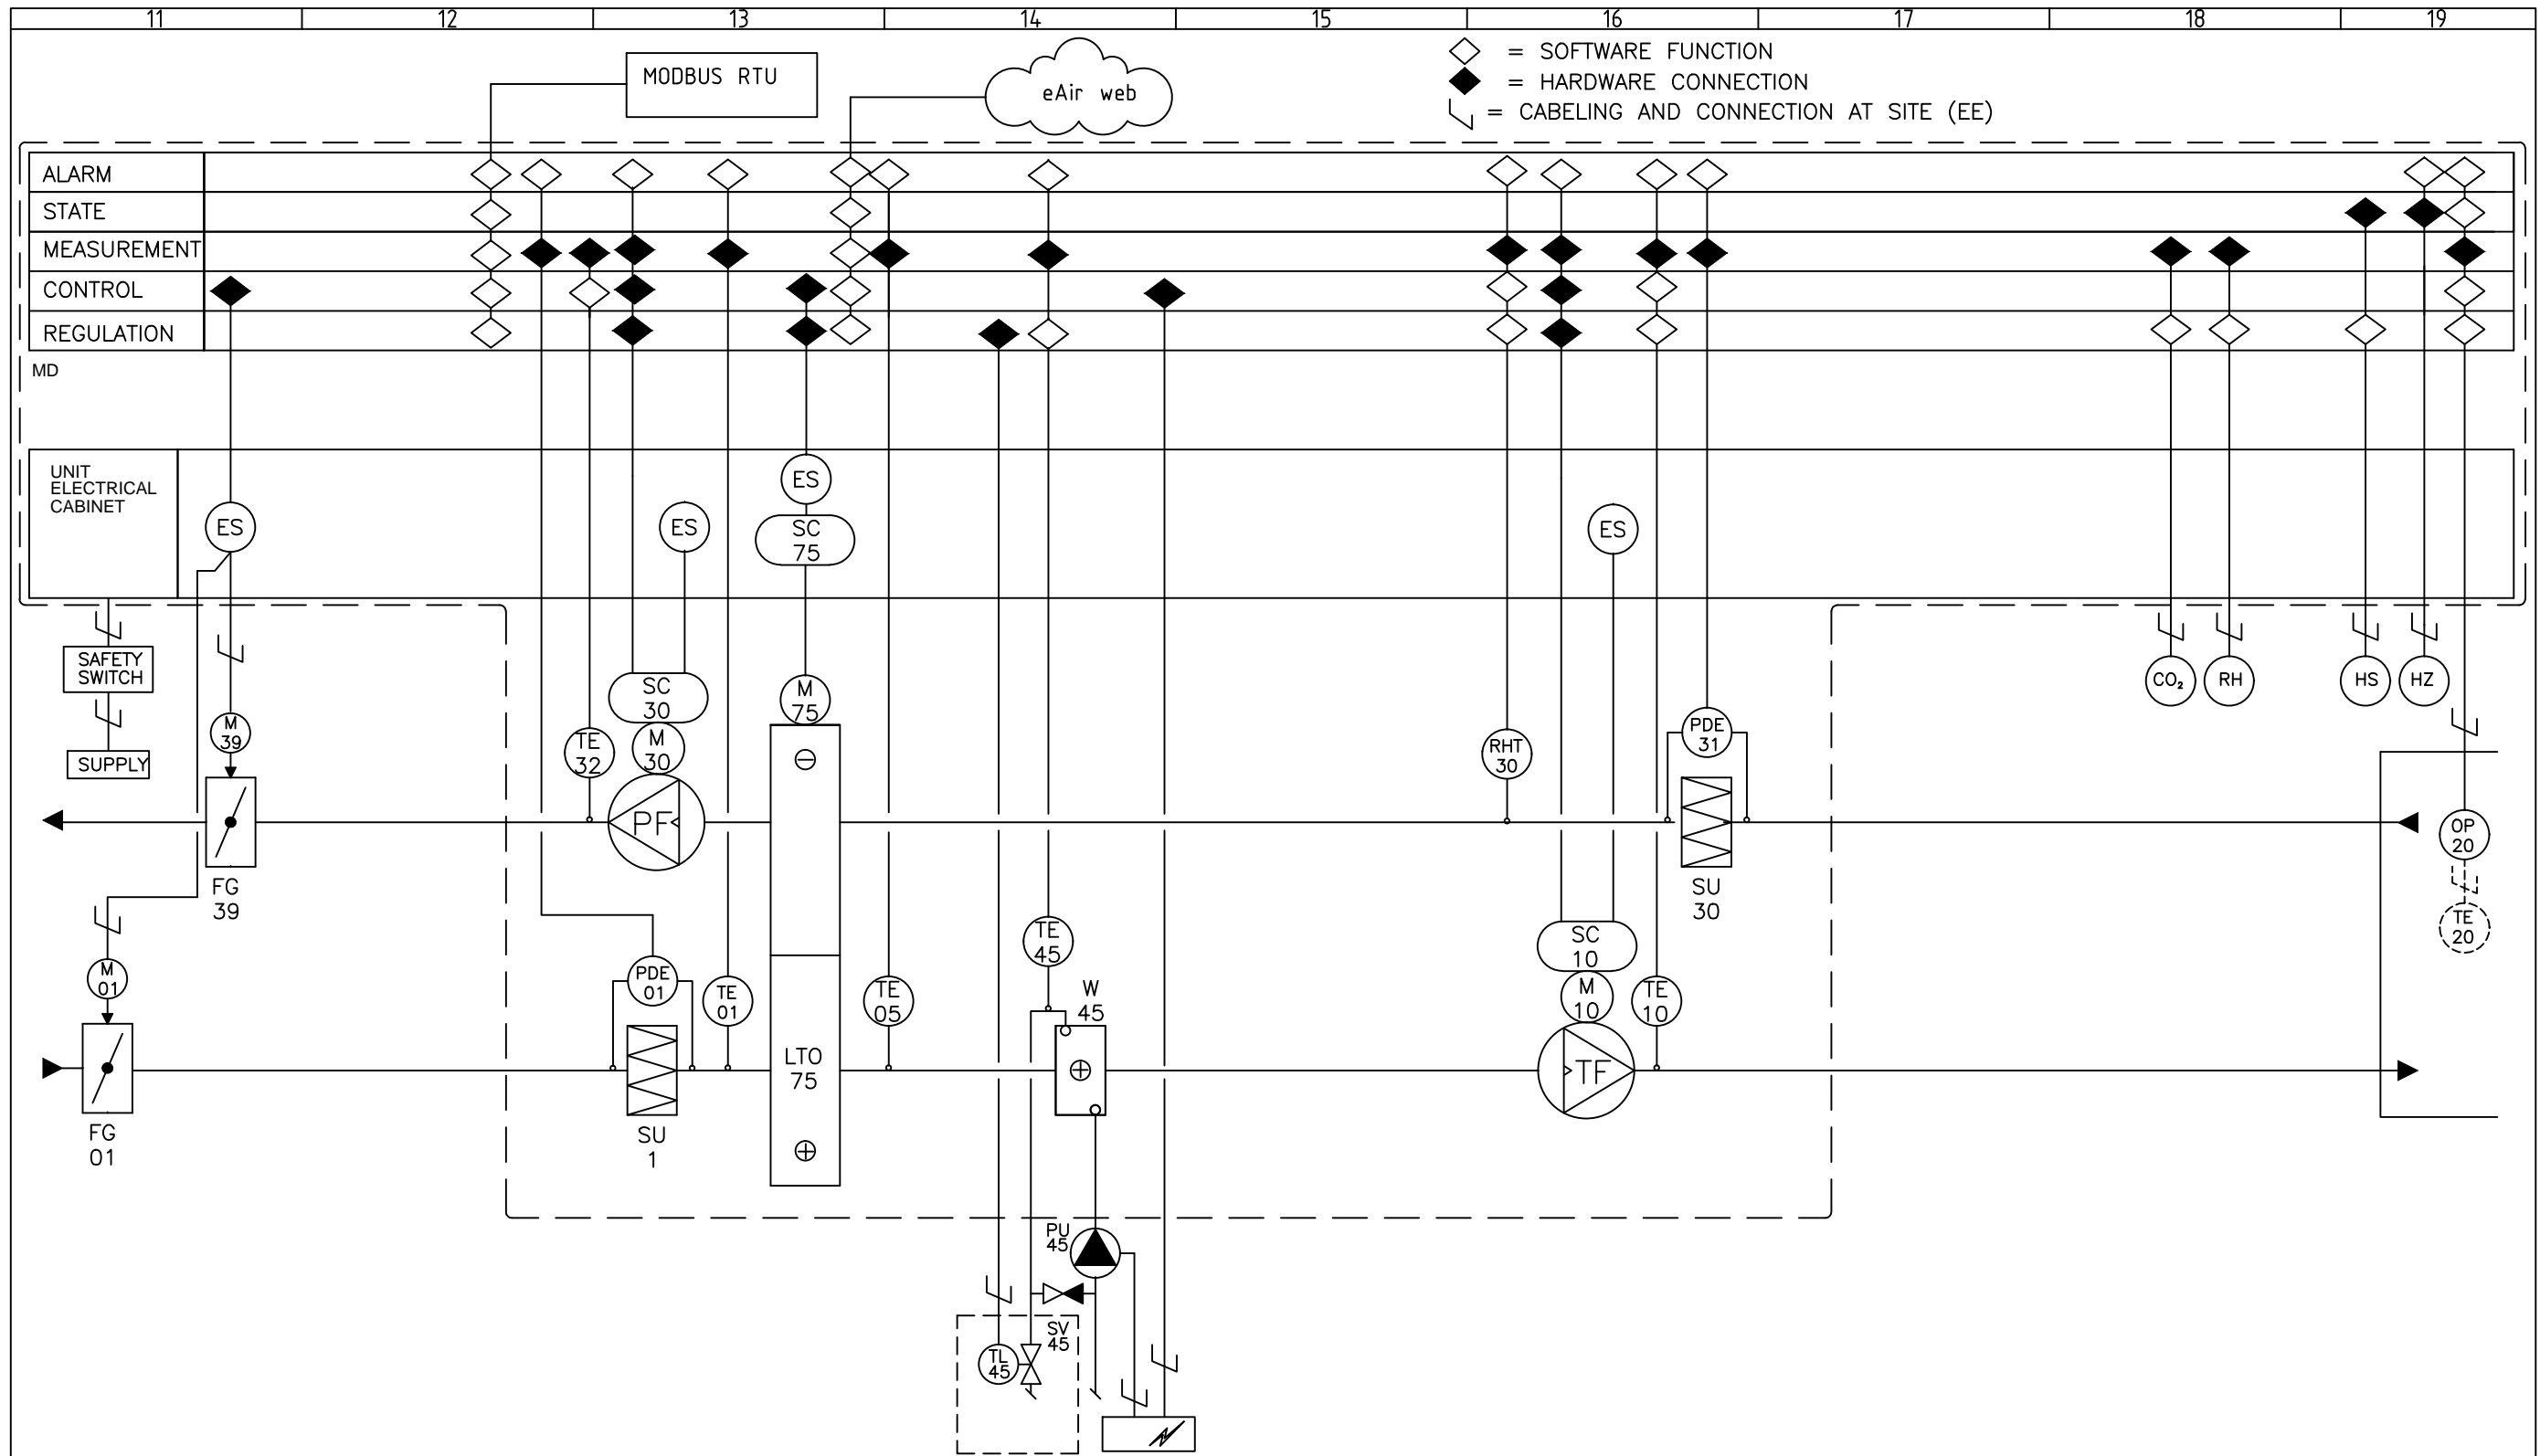 11 12 13 14 15 16 17 18 19
= SOFTWARE FUNCTION
MODBUS RTU
= HARDWARE CONNECTION
eAir web
= CABELING AND CONNECTION AT SITE (EE)
ALARM
STATE
MEASUREMENT
CONTROL
REGULATION
MD
UNIT
ELECTRICAL
CABINET
ES
ES
ES
SC
75
ES
SAFETY
SWITCH
SUPPLY
M
39
TE
32
SC
30
M
30
M
75
RHT
30
PDE
31
CO₂
RH
HS
HZ
PF
OP
20
FG
39
SU
30
TE
20
M
01
PDE
01
TE
01
TE
05
TE
45
W
45
SC
10
M
10
TE
10
LTO
75
TF
FG
01
SU
1
PU
45
SV
45
TL
45